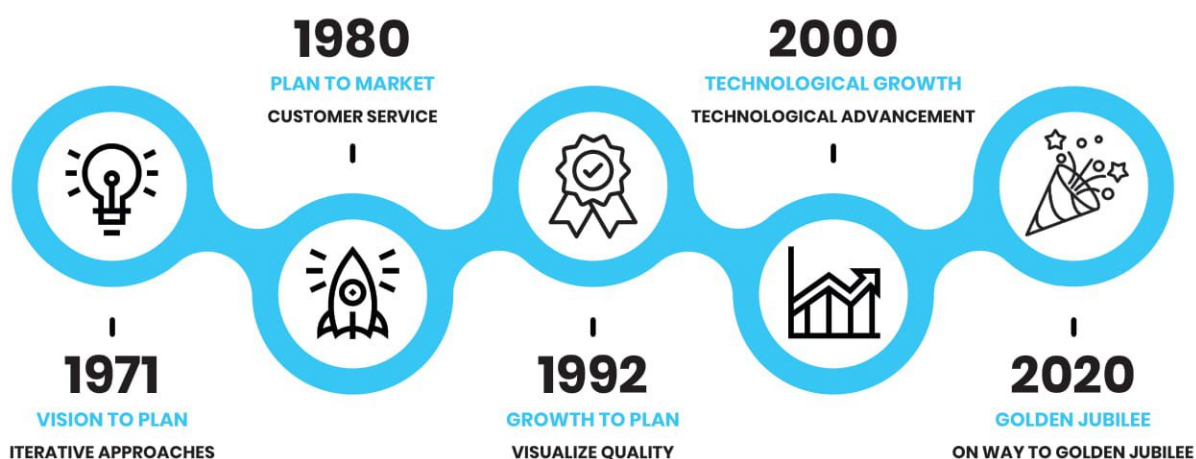 1971
VISION TO PLAN
ITERATIVE APPROACHES
1980
PLAN TO MARKET
CUSTOMER SERVICE
1992
GROWTH TO PLAN
VISUALIZE QUALITY
2000
TECHNOLOGICAL GROWTH
TECHNOLOGICAL ADVANCEMENT
2020
GOLDEN JUBILEE
ON WAY TO GOLDEN JUBILEE